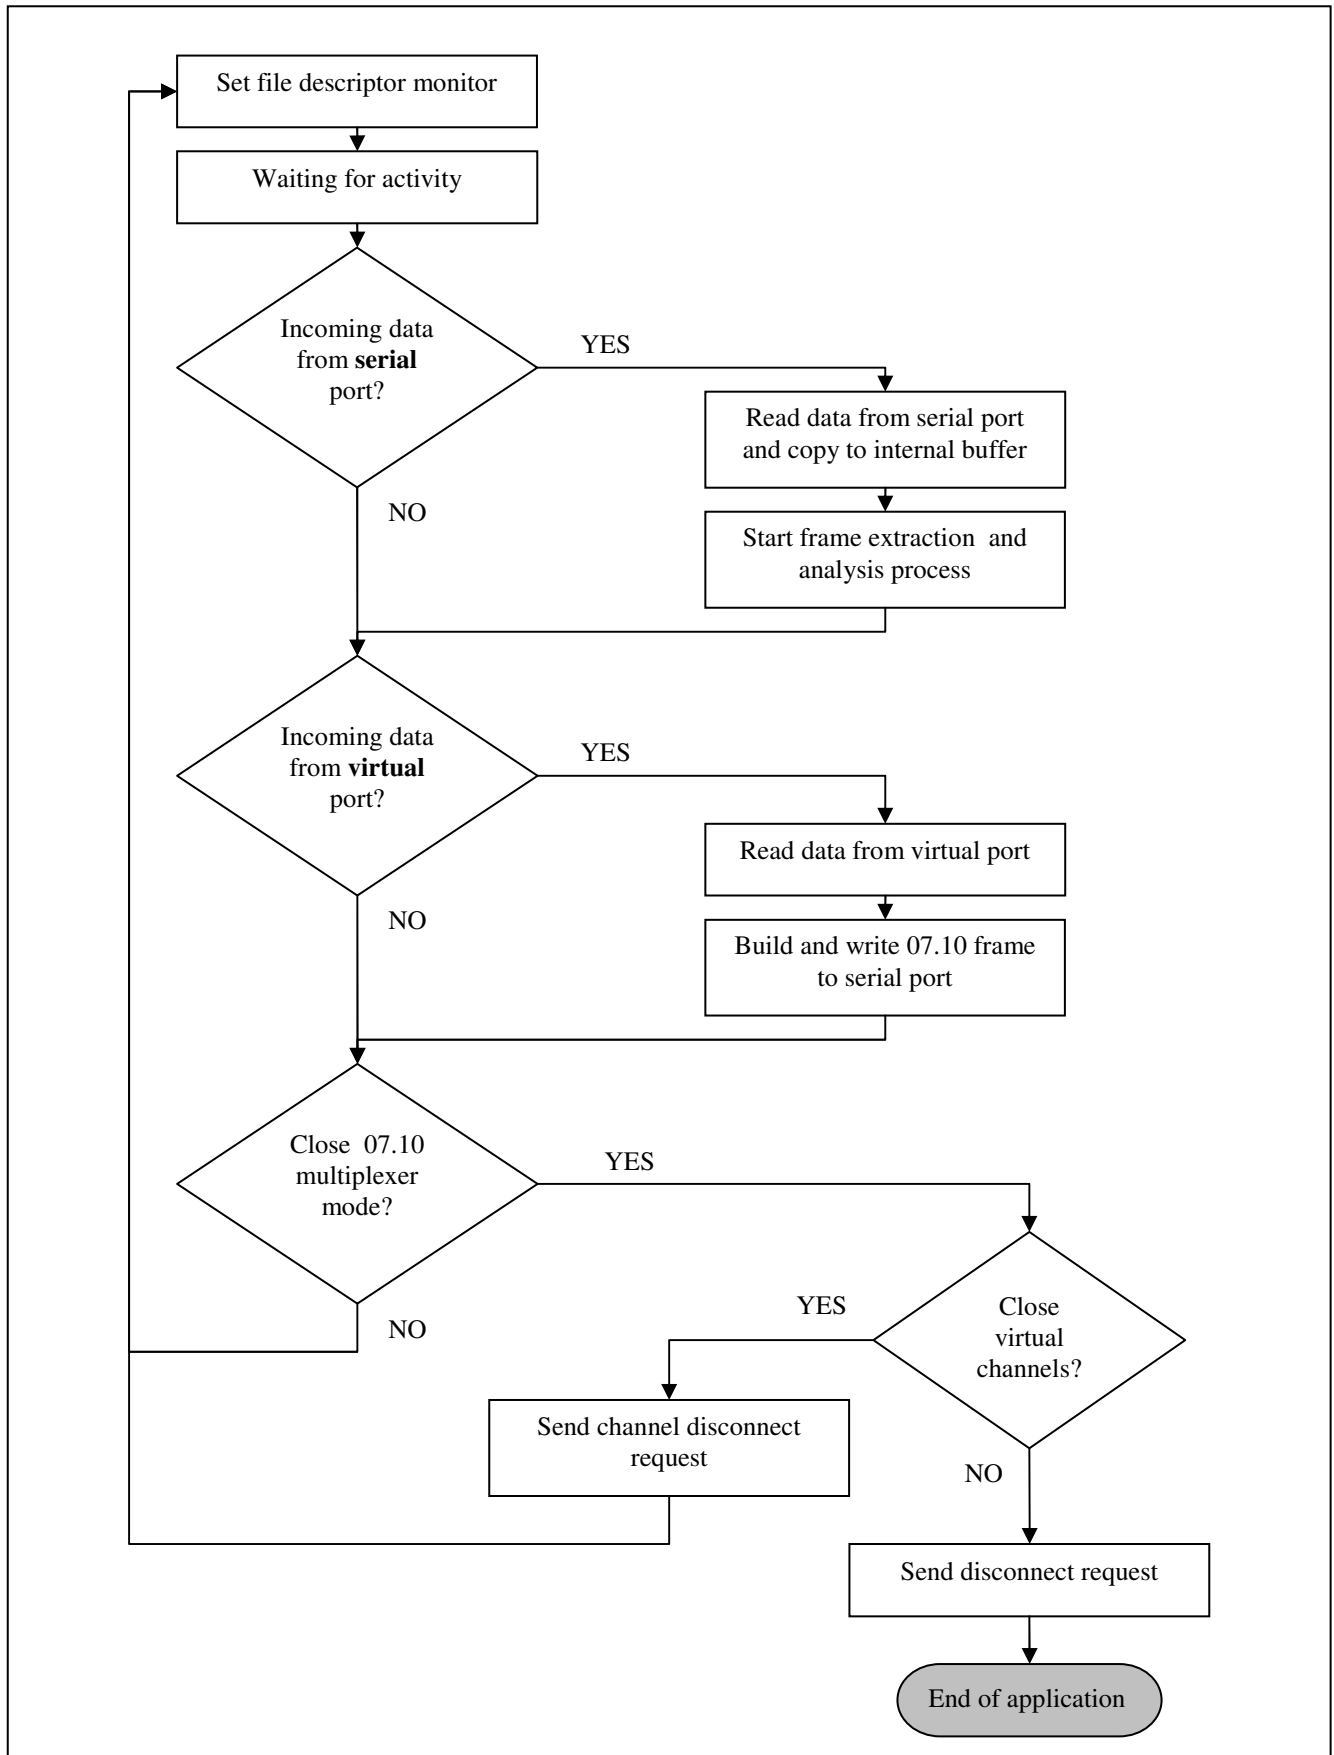 Set file descriptor monitor
Waiting for activity
Incoming data
from serial
port?
YES
Read data from serial port
and copy to internal buffer
NO
Start frame extraction  and
analysis process
Incoming data
from virtual
port?
YES
Read data from virtual port
NO
Build and write 07.10 frame
to serial port
Close  07.10
multiplexer
mode?
YES
NO
YES
Close
virtual
channels?
Send channel disconnect
request
NO
Send disconnect request
End of application